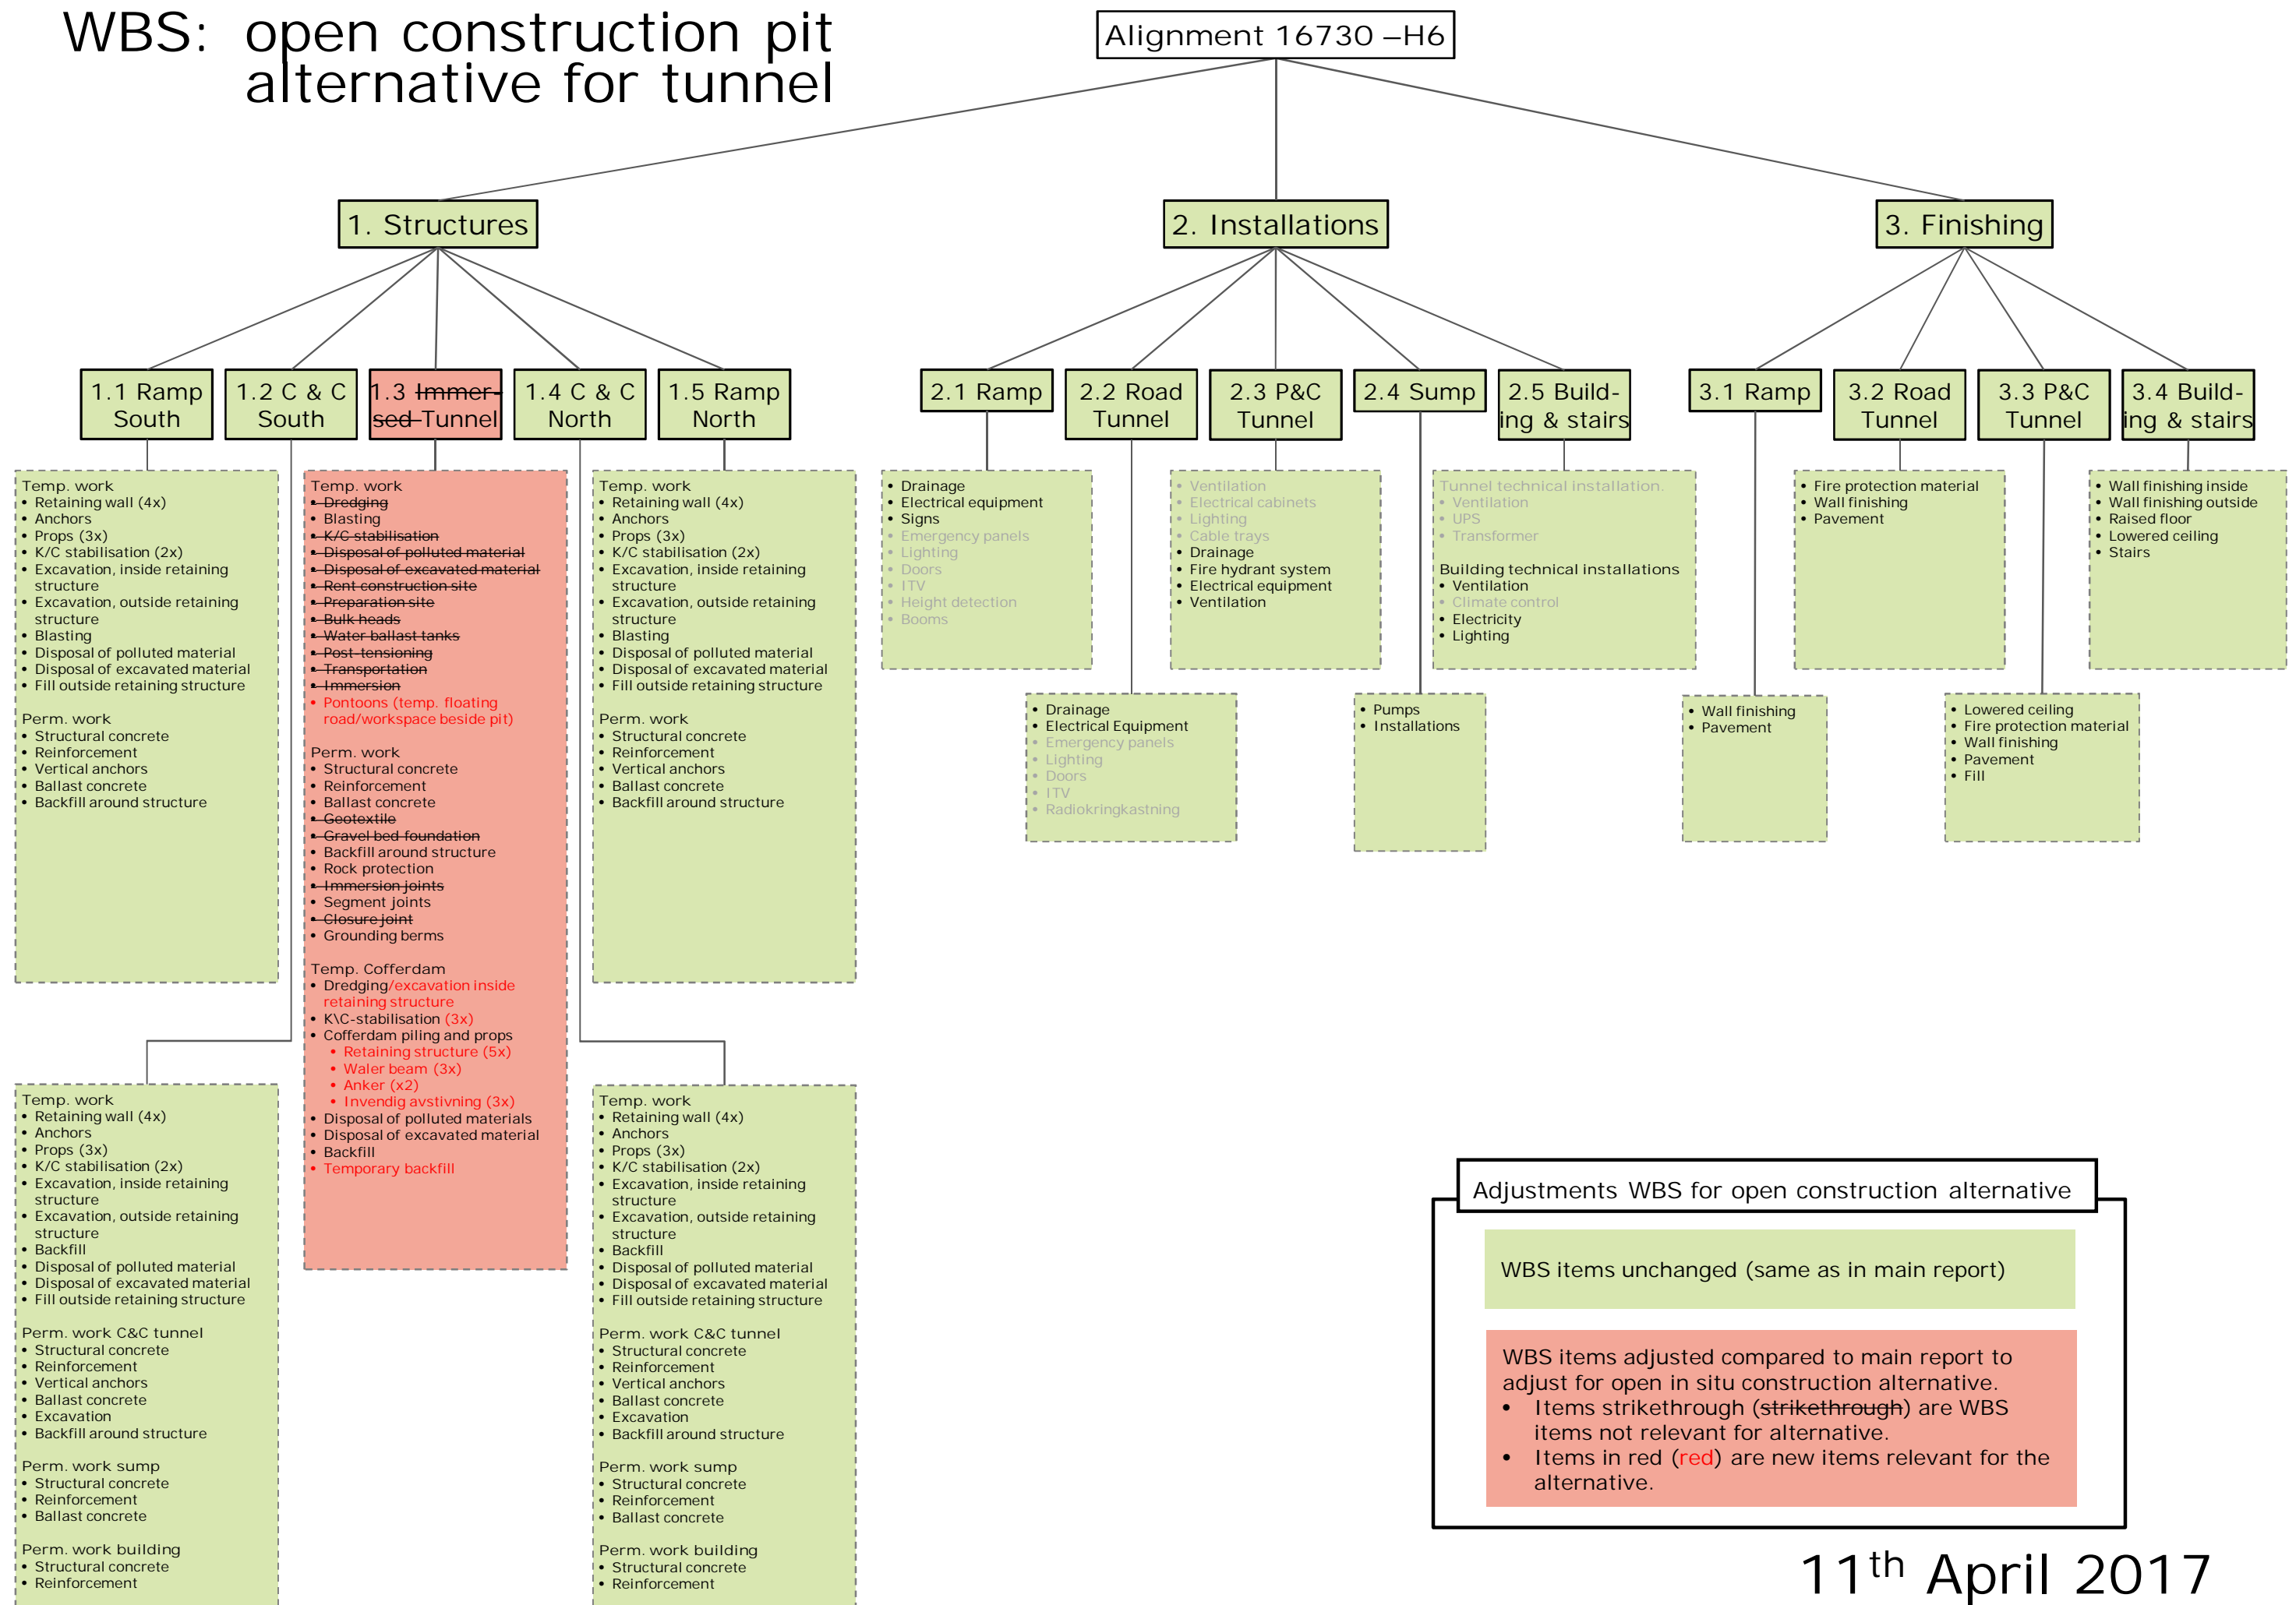 WBS: open construction pit
alternative for tunnel
Alignment 16730 –H6
1. Structures
2. Installations
3. Finishing
1.1 Ramp
South
1.2 C & C
South
1.3 Immer-
sed Tunnel
1.4 C & C
North
1.5 Ramp
North
2.1 Ramp
2.2 Road
Tunnel
2.3 P&C
Tunnel
2.4 Sump
2.5 Build-
ing & stairs
3.1 Ramp
3.2 Road
Tunnel
3.3 P&C
Tunnel
3.4 Build-
ing & stairs
Temp. work
• Retaining wall (4x)
• Anchors
• Props (3x)
• K/C stabilisation (2x)
• Excavation, inside retaining
structure
• Excavation, outside retaining
structure
• Blasting
• Disposal of polluted material
• Disposal of excavated material
• Fill outside retaining structure
Perm. work
• Structural concrete
• Reinforcement
• Vertical anchors
• Ballast concrete
• Backfill around structure
Temp. work
• Dredging
• Blasting
• K/C stabilisation
• Disposal of polluted material
• Disposal of excavated material
• Rent construction site
• Preparation site
• Bulk heads
• Water ballast tanks
• Post-tensioning
• Transportation
• Immersion
• Pontoons (temp. floating
road/workspace beside pit)
Perm. work
• Structural concrete
• Reinforcement
• Ballast concrete
• Geotextile
• Gravel bed foundation
• Backfill around structure
• Rock protection
• Immersion joints
• Segment joints
• Closure joint
• Grounding berms
Temp. Cofferdam
• Dredging/excavation inside
retaining structure
• K\C-stabilisation (3x)
• Cofferdam piling and props
• Retaining structure (5x)
• Waler beam (3x)
• Anker (x2)
• Invendig avstivning (3x)
• Disposal of polluted materials
• Disposal of excavated material
• Backfill
• Temporary backfill
Temp. work
• Retaining wall (4x)
• Anchors
• Props (3x)
• K/C stabilisation (2x)
• Excavation, inside retaining
structure
• Excavation, outside retaining
structure
• Blasting
• Disposal of polluted material
• Disposal of excavated material
• Fill outside retaining structure
Perm. work
• Structural concrete
• Reinforcement
• Vertical anchors
• Ballast concrete
• Backfill around structure
• Drainage
• Electrical equipment
• Signs
• Emergency panels
• Lighting
• Doors
• ITV
• Height detection
• Booms
• Drainage
• Electrical Equipment
• Emergency panels
• Lighting
• Doors
• ITV
• Radiokringkastning
• Ventilation
• Electrical cabinets
• Lighting
• Cable trays
• Drainage
• Fire hydrant system
• Electrical equipment
• Ventilation
• Pumps
• Installations
Tunnel technical installation.
• Ventilation
• UPS
• Transformer
Building technical installations
• Ventilation
• Climate control
• Electricity
• Lighting
• Wall finishing
• Pavement
• Fire protection material
• Wall finishing
• Pavement
• Lowered ceiling
• Fire protection material
• Wall finishing
• Pavement
• Fill
• Wall finishing inside
• Wall finishing outside
• Raised floor
• Lowered ceiling
• Stairs
Temp. work
• Retaining wall (4x)
• Anchors
• Props (3x)
• K/C stabilisation (2x)
• Excavation, inside retaining
structure
• Excavation, outside retaining
structure
• Backfill
• Disposal of polluted material
• Disposal of excavated material
• Fill outside retaining structure
Perm. work C&C tunnel
• Structural concrete
• Reinforcement
• Vertical anchors
• Ballast concrete
• Excavation
• Backfill around structure
Perm. work sump
• Structural concrete
• Reinforcement
• Ballast concrete
Perm. work building
• Structural concrete
• Reinforcement
Temp. work
• Retaining wall (4x)
• Anchors
• Props (3x)
• K/C stabilisation (2x)
• Excavation, inside retaining
structure
• Excavation, outside retaining
structure
• Backfill
• Disposal of polluted material
• Disposal of excavated material
• Fill outside retaining structure
Perm. work C&C tunnel
• Structural concrete
• Reinforcement
• Vertical anchors
• Ballast concrete
• Excavation
• Backfill around structure
Perm. work sump
• Structural concrete
• Reinforcement
• Ballast concrete
Perm. work building
• Structural concrete
• Reinforcement
Adjustments WBS for open construction alternative
WBS items unchanged (same as in main report)
WBS items adjusted compared to main report to
adjust for open in situ construction alternative.
• Items strikethrough (strikethrough) are WBS
items not relevant for alternative.
• Items in red (red) are new items relevant for the
alternative.
11th April 2017